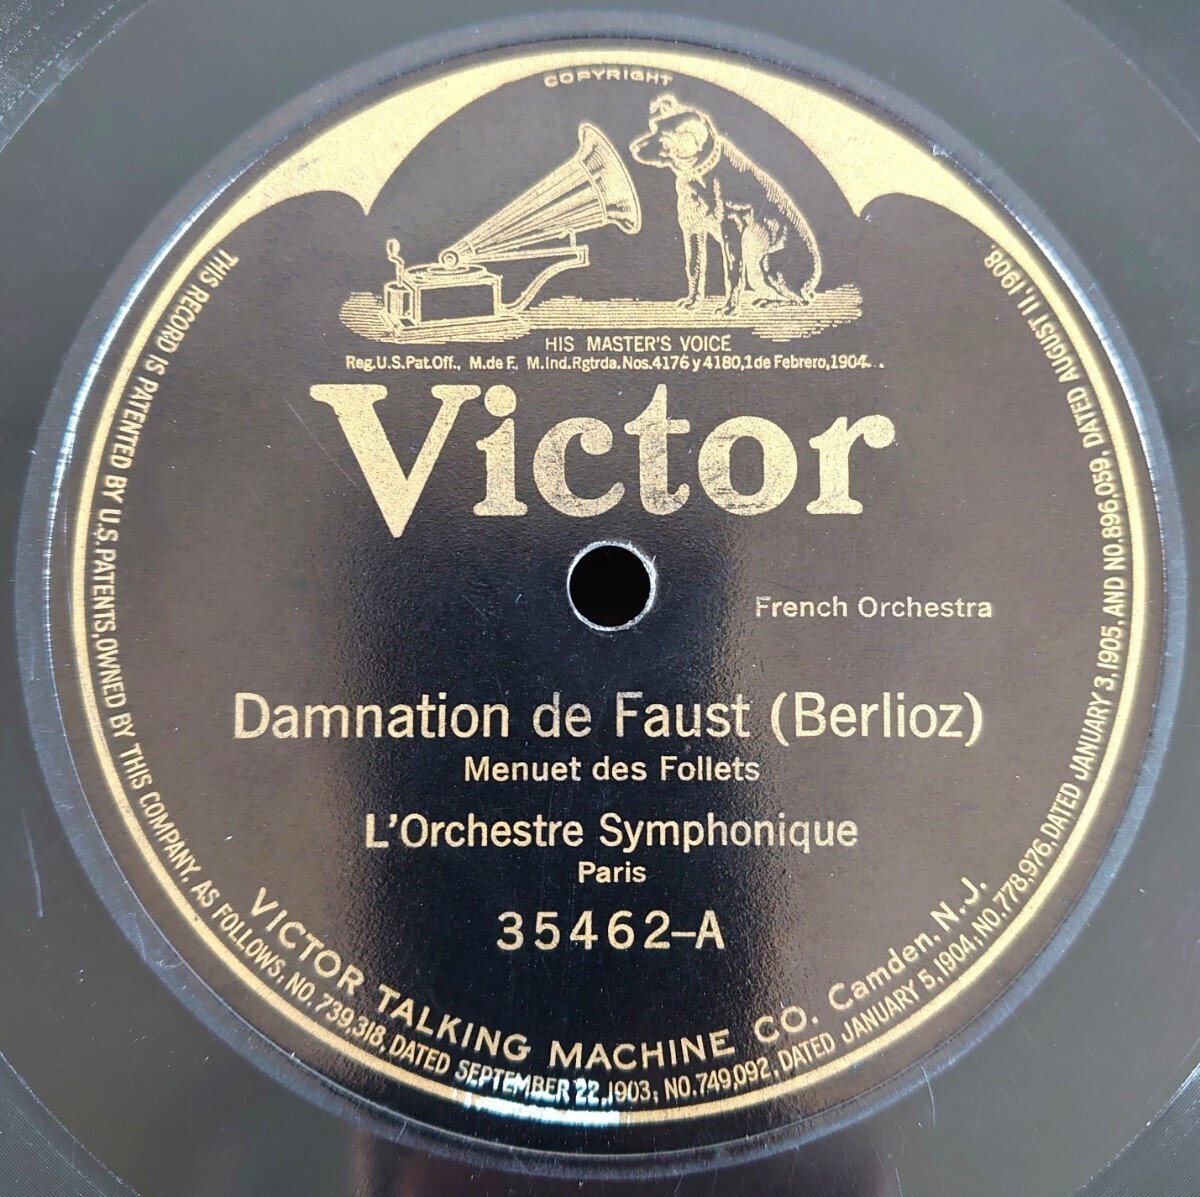 COPYRIGHT
HIS MASTER'S VOICE
Reg.U.S.Pat.Off., M.de F., M.Ind.Rgtrda.Nos.4176 y 4180,1 de Febrero,1904...
Victor
French Orchestra
Damnation de Faust (Berlioz)
Menuet des Follets
L'Orchestre Symphonique
Paris
35462-A
VICTOR TALKING MACHINE CO. Camden, N.J.
THIS RECORD IS PATENTED BY U.S. PATENTS, OWNED BY THIS COMPANY, AS FOLLOWS, NO. 739,318, DATED SEPTEMBER 22, 1903; NO. 749,092, DATED JANUARY 5, 1904; NO. 778,976, DATED JANUARY 3, 1905, AND NO. 896,059, DATED AUGUST 11, 1908.